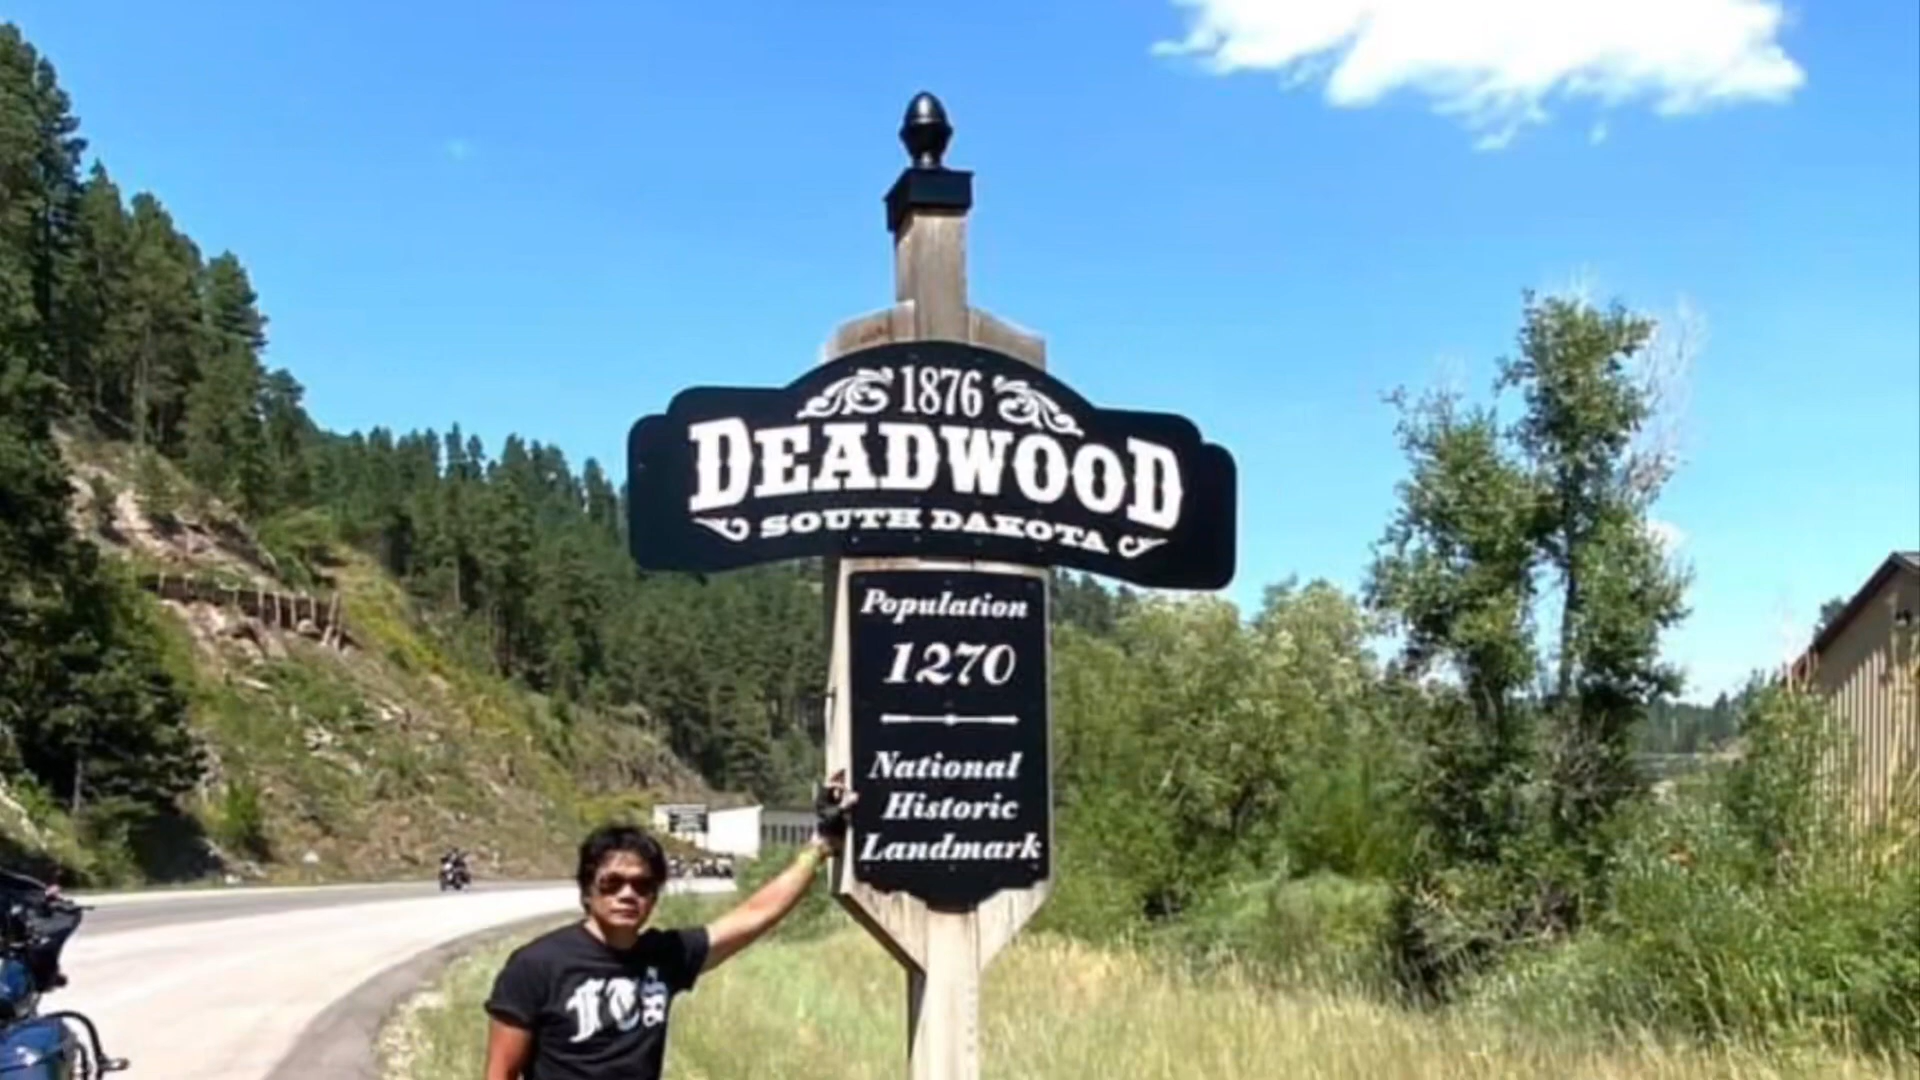 1876
DEADWOOD
SOUTH DAKOTA
Population
1270
National
Historic
Landmark